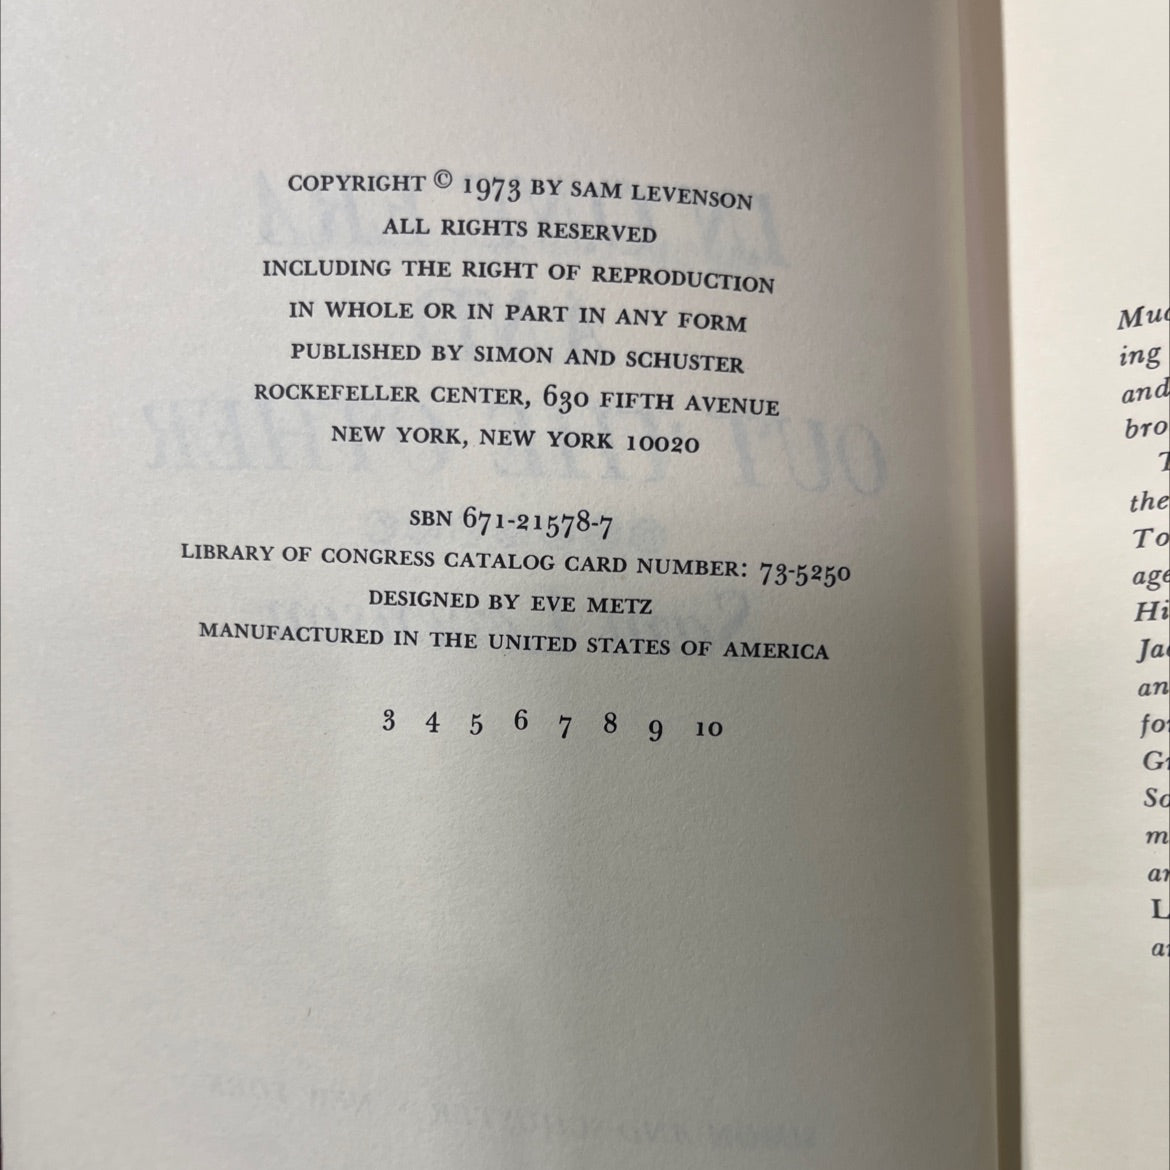 COPYRIGHT © 1973 BY SAM LEVENSON
ALL RIGHTS RESERVED
INCLUDING THE RIGHT OF REPRODUCTION
IN WHOLE OR IN PART IN ANY FORM
PUBLISHED BY SIMON AND SCHUSTER
ROCKEFELLER CENTER, 630 FIFTH AVENUE
NEW YORK, NEW YORK 10020
SBN 671-21578-7
LIBRARY OF CONGRESS CATALOG CARD NUMBER: 73-5250
DESIGNED BY EVE METZ
MANUFACTURED IN THE UNITED STATES OF AMERICA
3 4 5 6 7 8 9 10
ing
and
the